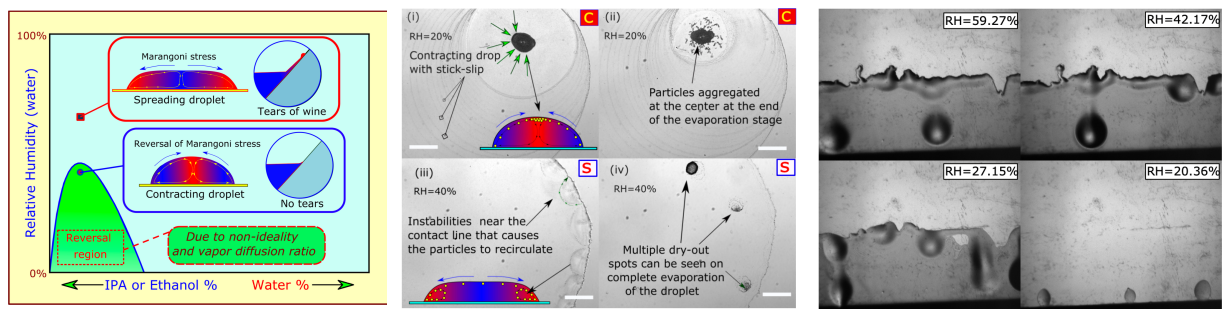 100%
Relative Humidity (water)
0%
Marangoni stress
Spreading droplet
Tears of wine
Reversal of Marangoni stress
Contracting droplet
No tears
Reversal
region
Due to non-ideality
and vapor diffusion ratio
IPA or Ethanol %
Water %
(i)
C
RH=20%
Contracting drop
with stick-slip
(ii)
C
RH=20%
Particles aggregated
at the center at the end
of the evaporation stage
(iii)
S
RH=40%
Instabilities near the
contact line that causes
the particles to recirculate
(iv)
S
RH=40%
Multiple dry-out
spots can be seeh on
complete evaporation
of the droplet
RH=59.27%
RH=42.17%
RH=27.15%
RH=20.36%